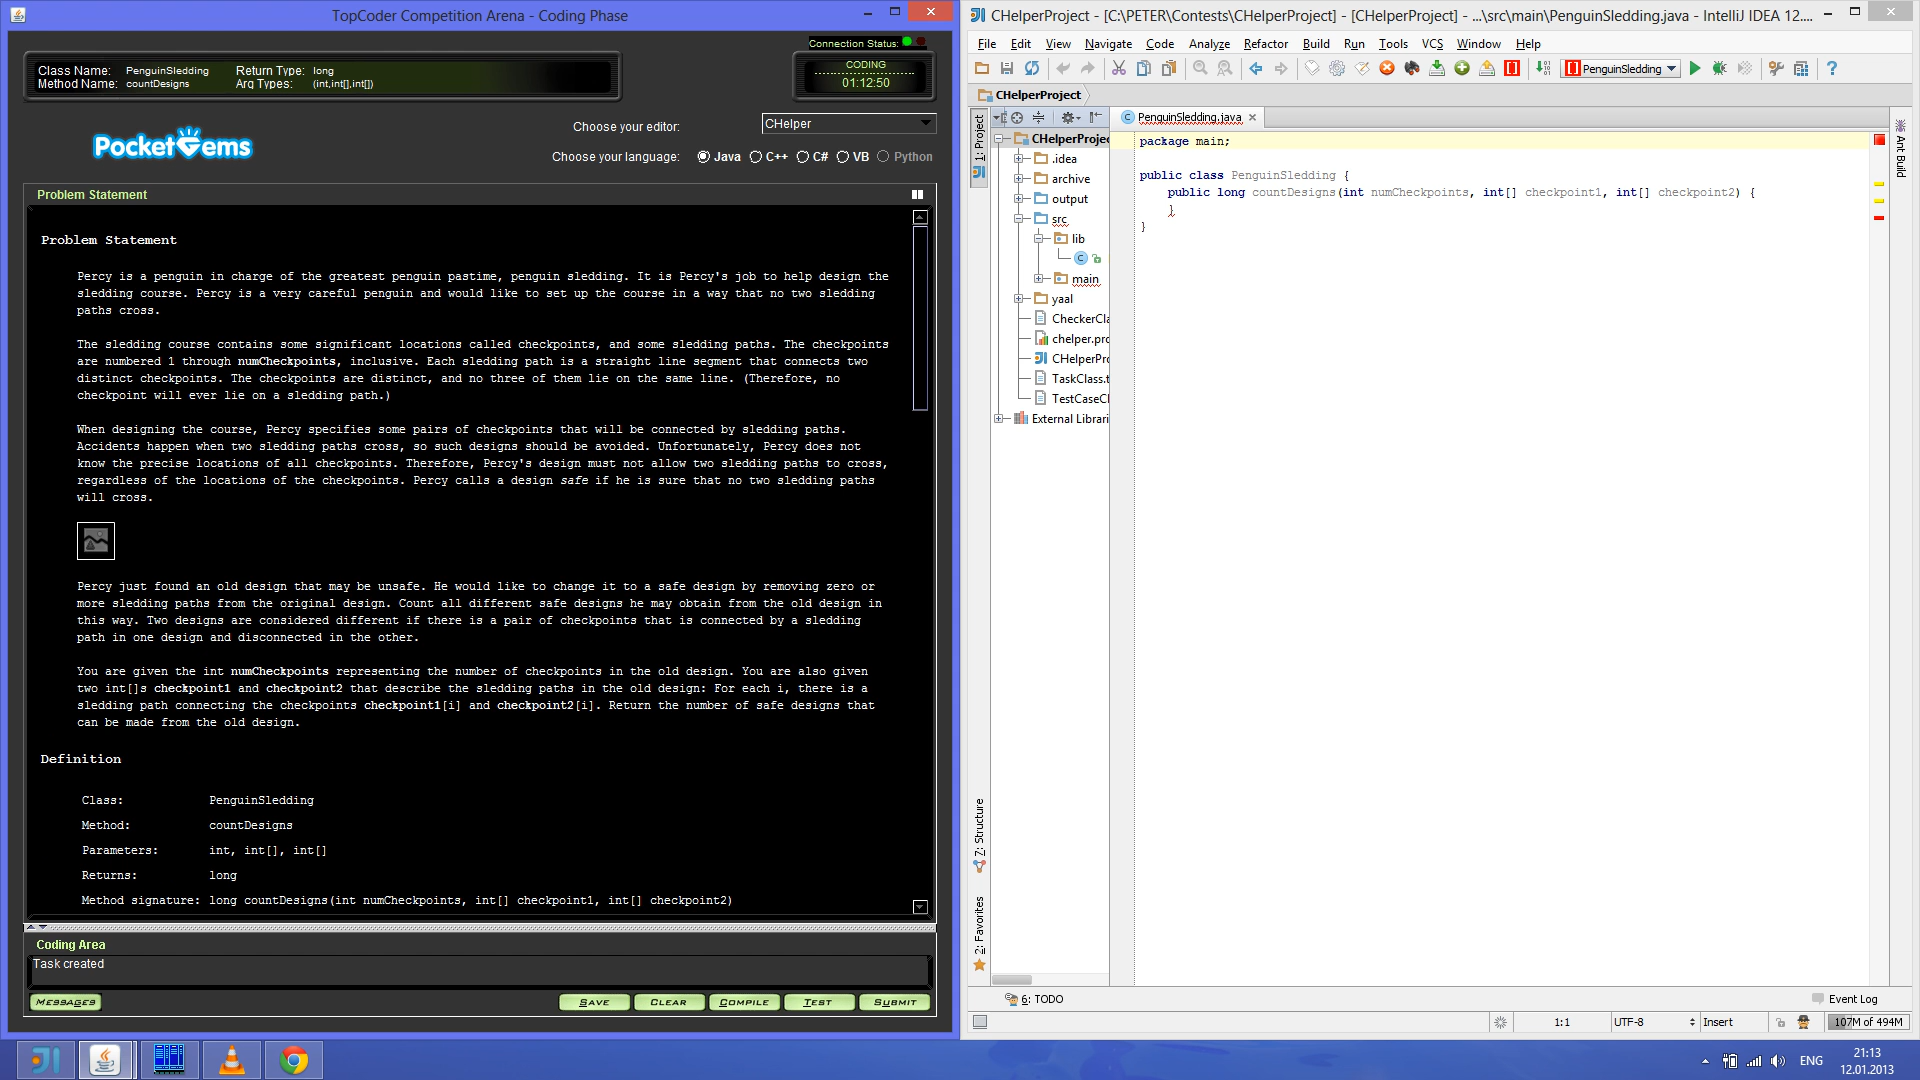 TopCoder Competition Arena - Coding Phase
Connection Status:
Class Name: PenguinSledding Return Type: long
Method Name: countDesigns Arg Types: (int,int[],int[])
CODING
01:12:50
PocketGems
Choose your editor: CHelper
Choose your language: Java C++ C# VB Python
Problem Statement
Problem Statement
Percy is a penguin in charge of the greatest penguin pastime, penguin sledding. It is Percy's job to help design the
sledding course. Percy is a very careful penguin and would like to set up the course in a way that no two sledding
paths cross.
The sledding course contains some significant locations called checkpoints, and some sledding paths. The checkpoints
are numbered 1 through numCheckpoints, inclusive. Each sledding path is a straight line segment that connects two
distinct checkpoints. The checkpoints are distinct, and no three of them lie on the same line. (Therefore, no
checkpoint will ever lie on a sledding path.)
When designing the course, Percy specifies some pairs of checkpoints that will be connected by sledding paths.
Accidents happen when two sledding paths cross, so such designs should be avoided. Unfortunately, Percy does not
know the precise locations of all checkpoints. Therefore, Percy's design must not allow two sledding paths to cross,
regardless of the locations of the checkpoints. Percy calls a design safe if he is sure that no two sledding paths
will cross.
Percy just found an old design that may be unsafe. He would like to change it to a safe design by removing zero or
more sledding paths from the original design. Count all different safe designs he may obtain from the old design in
this way. Two designs are considered different if there is a pair of checkpoints that is connected by a sledding
path in one design and disconnected in the other.
You are given the int numCheckpoints representing the number of checkpoints in the old design. You are also given
two int[]s checkpoint1 and checkpoint2 that describe the sledding paths in the old design: For each i, there is a
sledding path connecting the checkpoints checkpoint1[i] and checkpoint2[i]. Return the number of safe designs that
can be made from the old design.
Definition
Class: PenguinSledding
Method: countDesigns
Parameters: int, int[], int[]
Returns: long
Method signature: long countDesigns(int numCheckpoints, int[] checkpoint1, int[] checkpoint2)
Coding Area
Task created
MESSAGES SAVE CLEAR COMPILE TEST SUBMIT
CHelperProject - [C:\PETER\Contests\CHelperProject] - [CHelperProject] - ...\src\main\PenguinSledding.java - IntelliJ IDEA 12....
File Edit View Navigate Code Analyze Refactor Build Run Tools VCS Window Help
PenguinSledding
CHelperProject
1: Project
PenguinSledding.java
CHelperProjec
.idea
archive
output
src
lib
main
yaal
CheckerCla
chelper.pro
CHelperPro
TaskClass.t
TestCaseCl
External Librari
package main;
public class PenguinSledding {
public long countDesigns(int numCheckpoints, int[] checkpoint1, int[] checkpoint2) {
}
}
Ant Build
7: Structure
2: Favorites
6: TODO
Event Log
1:1 UTF-8 Insert 107M of 494M
ENG
21:13
12.01.2013